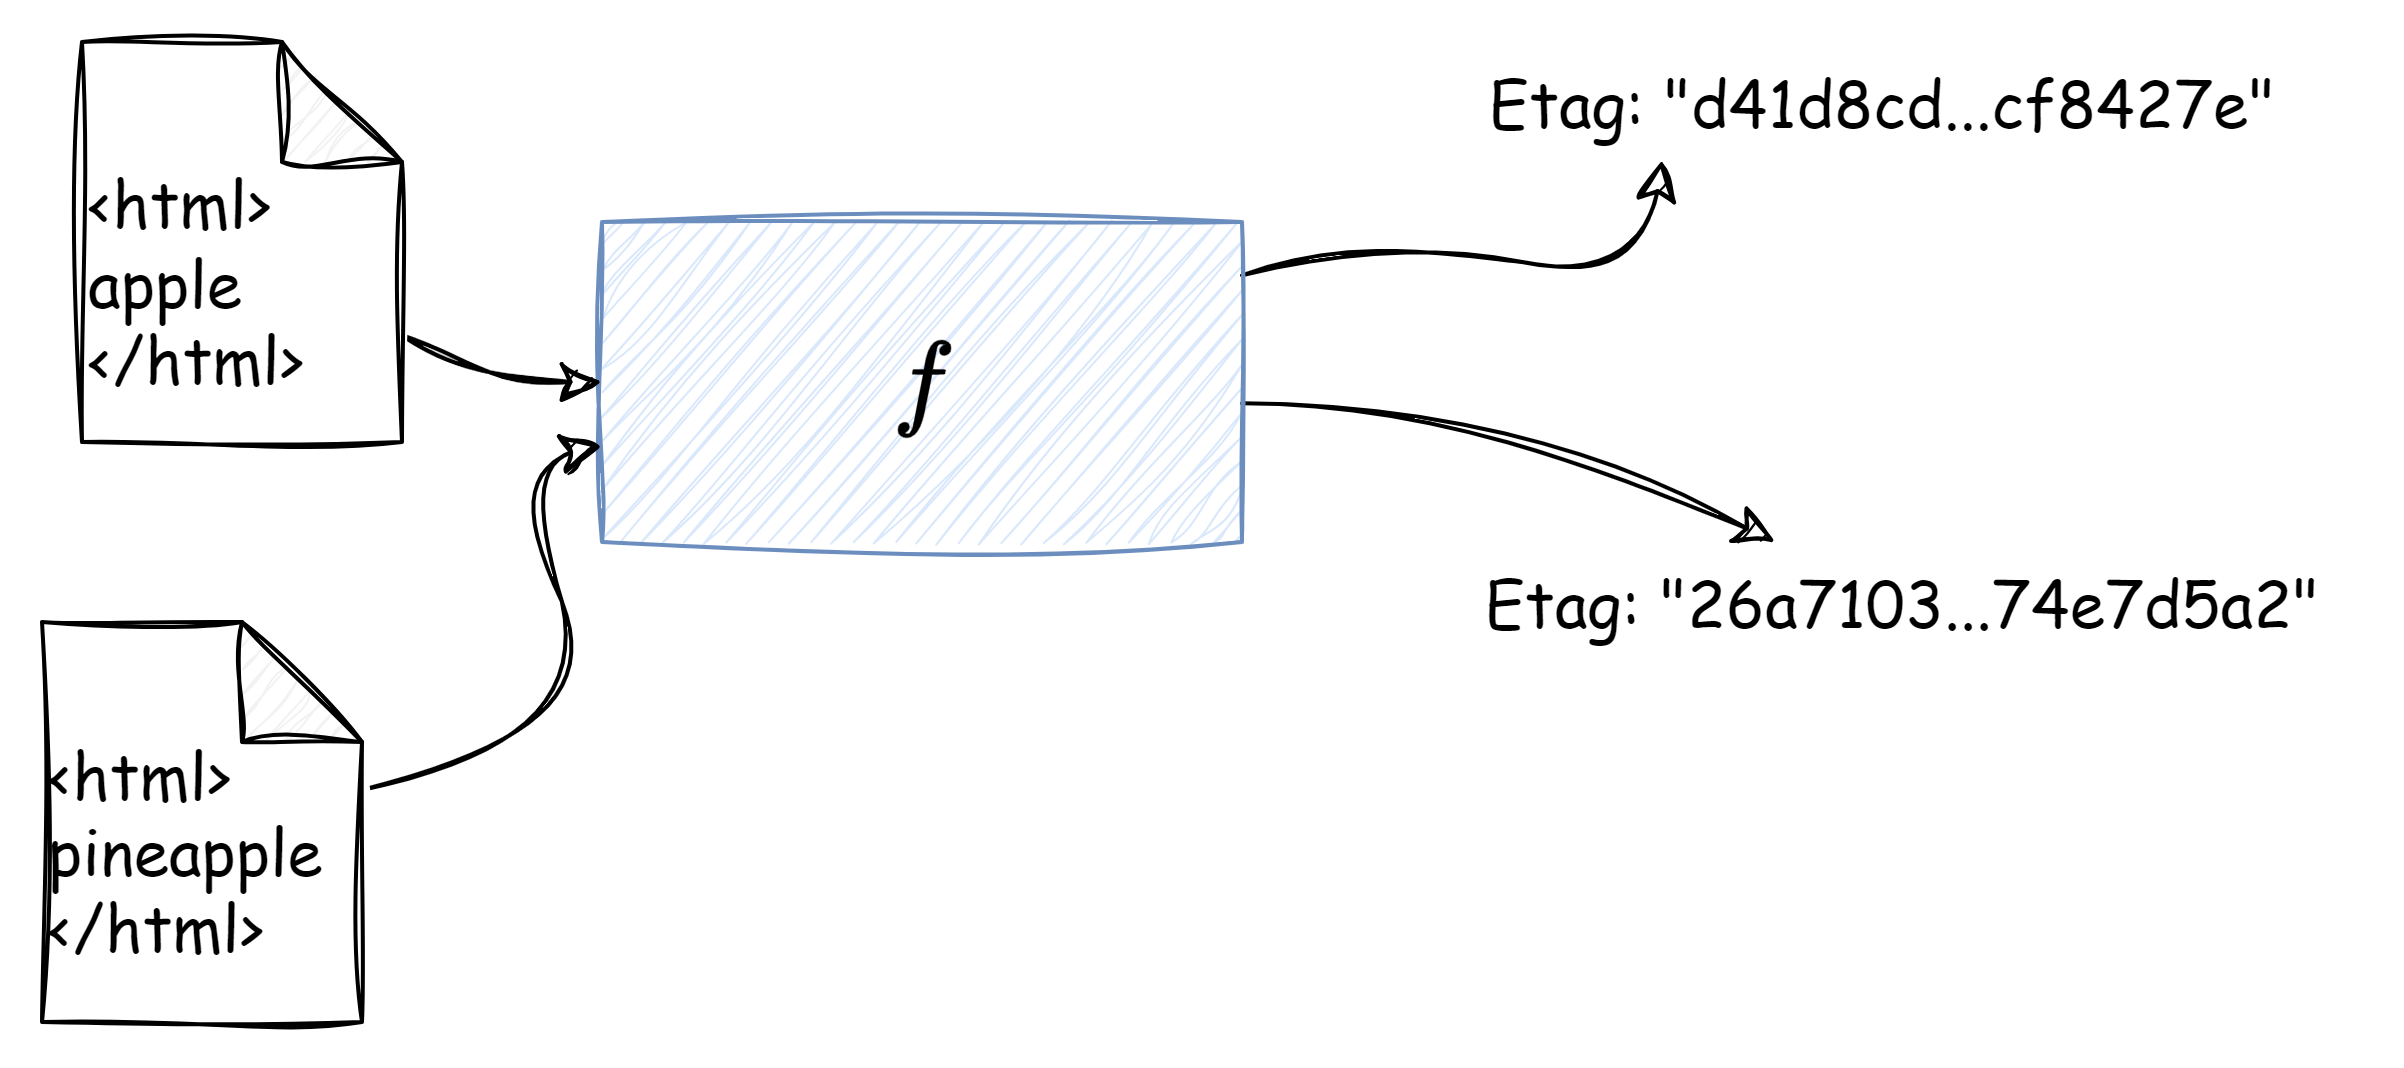 <html>
apple
</html>
f
Etag: "d41d8cd...cf8427e"
Etag: "26a7103...74e7d5a2"
<html>
pineapple
</html>